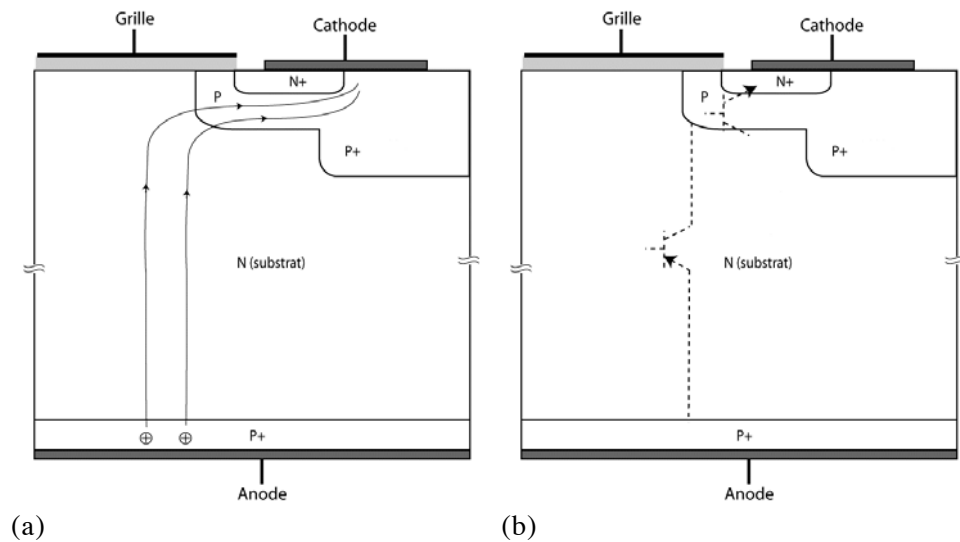 Grille
Cathode
N+
P
P+
N (substrat)
P+
Anode
(a)
Grille
Cathode
N+
P
P+
N (substrat)
P+
Anode
(b)